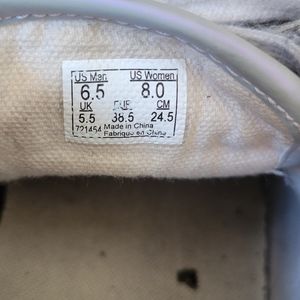 US Men US Women
6.5 8.0
UK EUR CM
5.5 38.5 24.5
721454 Made in China
Fabriqué en Chine